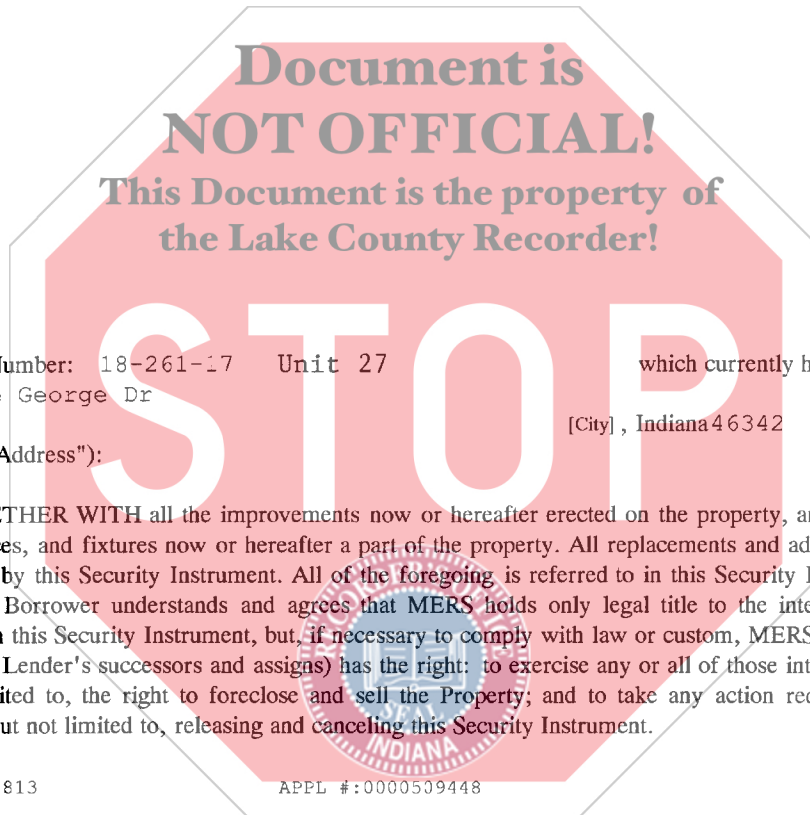 Document is
NOT OFFICIAL!
This Document is the property of
the Lake County Recorder!
STOP
Number: 18-261-17 Unit 27 which currently h
George Dr
[City] , Indiana 46342
Address"):
ETHER WITH all the improvements now or hereafter erected on the property, a
es, and fixtures now or hereafter a part of the property. All replacements and ad
by this Security Instrument. All of the foregoing is referred to in this Security I
Borrower understands and agrees that MERS holds only legal title to the inte
this Security Instrument, but, if necessary to comply with law or custom, MERS
Lender's successors and assigns) has the right: to exercise any or all of those int
ited to, the right to foreclose and sell the Property; and to take any action rec
ut not limited to, releasing and canceling this Security Instrument.
SEAL
INDIANA
813 APPL #:0000509448